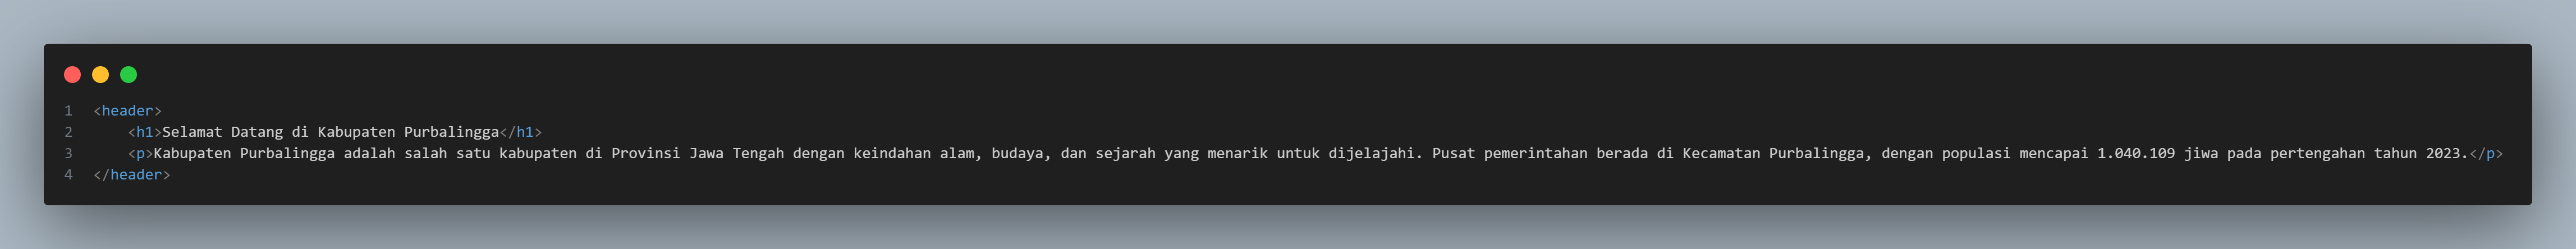 1 <header>
2     <h1>Selamat Datang di Kabupaten Purbalingga</h1>
3     <p>Kabupaten Purbalingga adalah salah satu kabupaten di Provinsi Jawa Tengah dengan keindahan alam, budaya, dan sejarah yang menarik untuk dijelajahi. Pusat pemerintahan berada di Kecamatan Purbalingga, dengan populasi mencapai 1.040.109 jiwa pada pertengahan tahun 2023.</p>
4 </header>